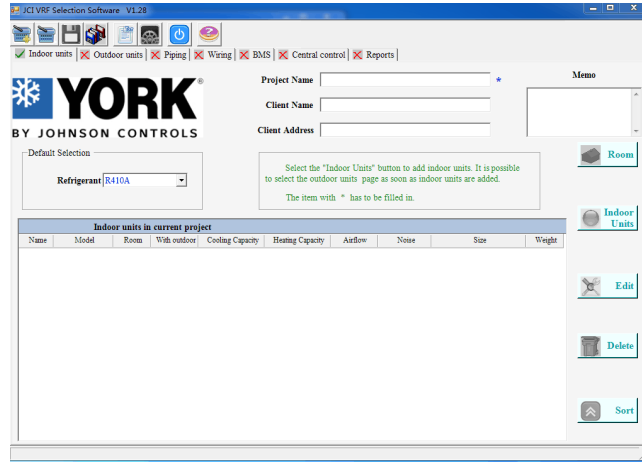 JCI VRF Selection Software V1.28
Indoor units Outdoor units Piping Wiring BMS Central control Reports
YORK®
BY JOHNSON CONTROLS
Project Name *
Client Name
Client Address
Memo
Default Selection
Refrigerant R410A
Select the "Indoor Units" button to add indoor units. It is possible
to select the outdoor units page as soon as indoor units are added.
The item with * has to be filled in.
Room
Indoor
Units
Edit
Delete
Sort
Indoor units in current project
Name Model Room With outdoor Cooling Capacity Heating Capacity Airflow Noise Size Weight